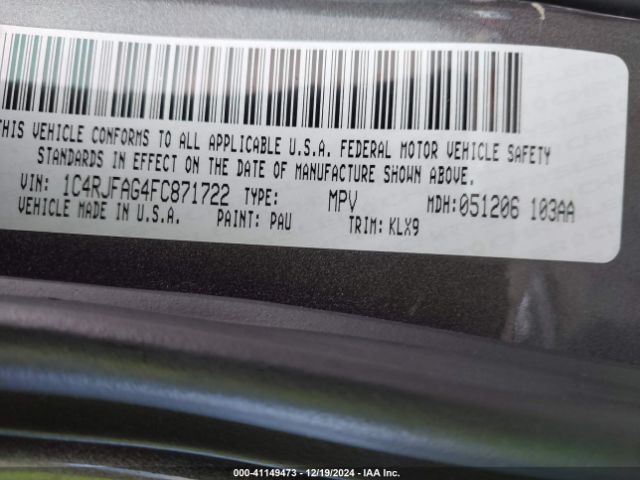 THIS VEHICLE CONFORMS TO ALL APPLICABLE U.S.A. FEDERAL MOTOR VEHICLE SAFETY
STANDARDS IN EFFECT ON THE DATE OF MANUFACTURE SHOWN ABOVE.
VIN: 1C4RJFAG4FC871722 TYPE: MPV MDH:051206 103AA
VEHICLE MADE IN U.S.A. PAINT: PAU TRIM: KLX9
000-41149473 - 12/19/2024 - IAA Inc.